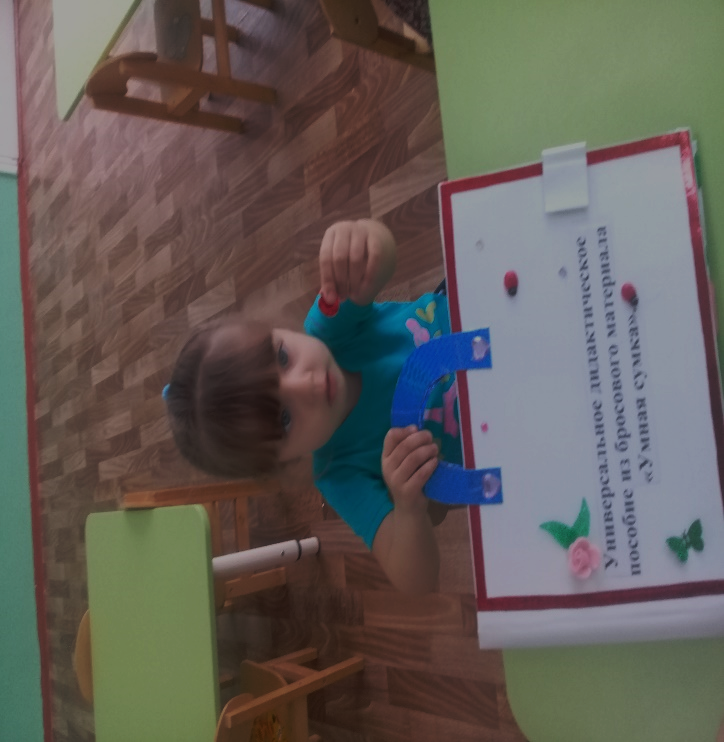 Универсальное дидактическое
пособие из бросового материала
«Умная сумка»